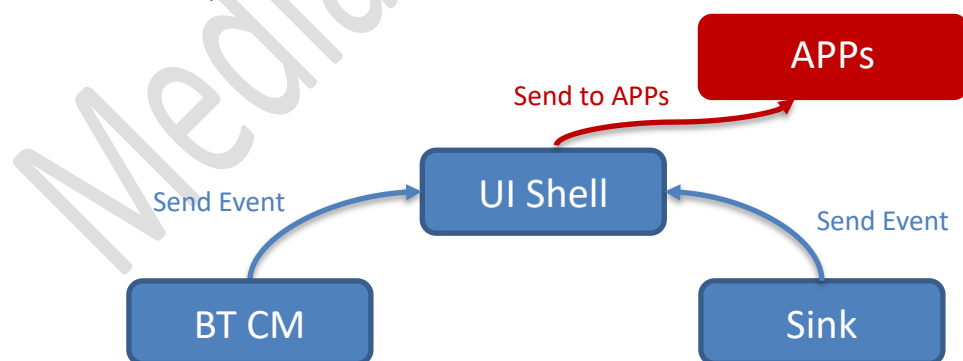 APPs
Send to APPs
UI Shell
Send Event
Send Event
BT CM
Sink